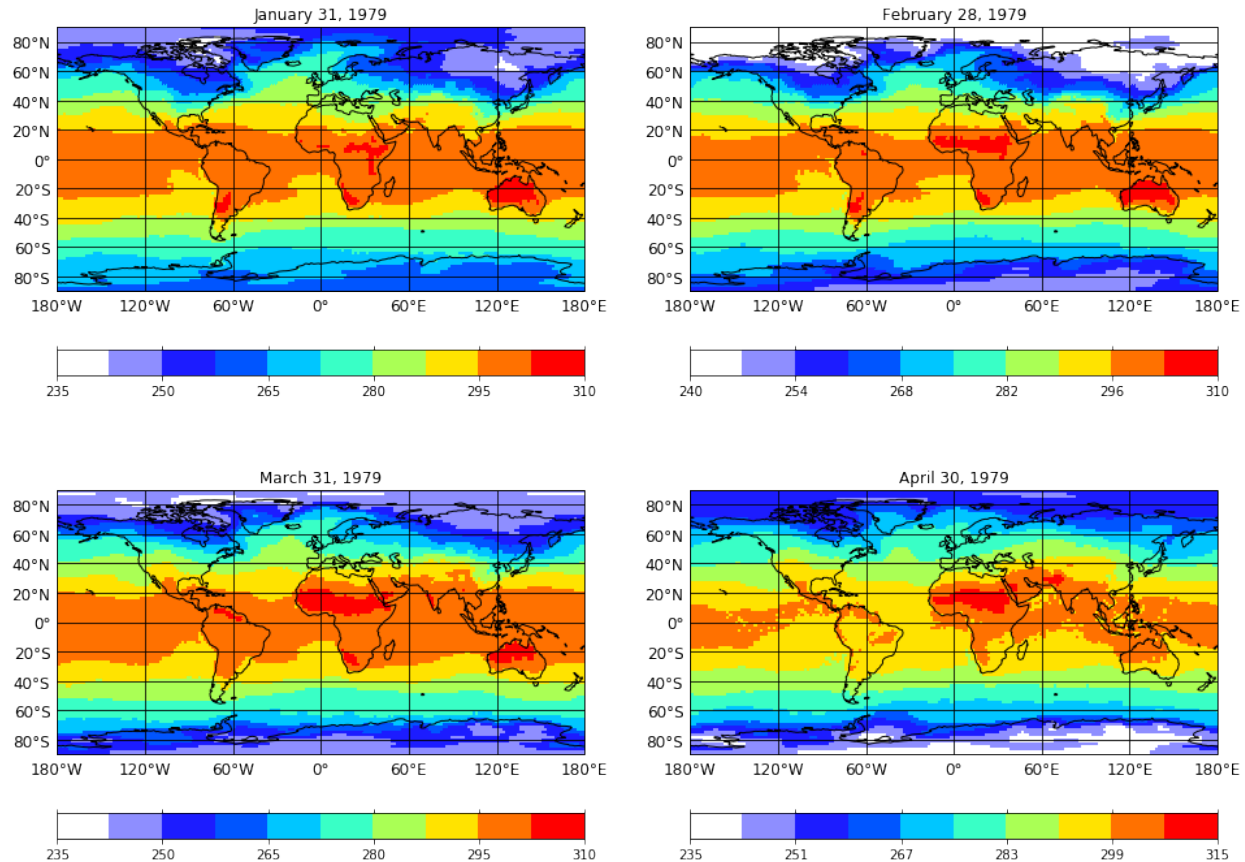 January 31, 1979
80°N
60°N
40°N
20°N
0°
20°S
40°S
60°S
80°S
180°W 120°W 60°W 0° 60°E 120°E 180°E
235 250 265 280 295 310
February 28, 1979
80°N
60°N
40°N
20°N
0°
20°S
40°S
60°S
80°S
180°W 120°W 60°W 0° 60°E 120°E 180°E
240 254 268 282 296 310
March 31, 1979
80°N
60°N
40°N
20°N
0°
20°S
40°S
60°S
80°S
180°W 120°W 60°W 0° 60°E 120°E 180°E
235 250 265 280 295 310
April 30, 1979
80°N
60°N
40°N
20°N
0°
20°S
40°S
60°S
80°S
180°W 120°W 60°W 0° 60°E 120°E 180°E
235 251 267 283 299 315